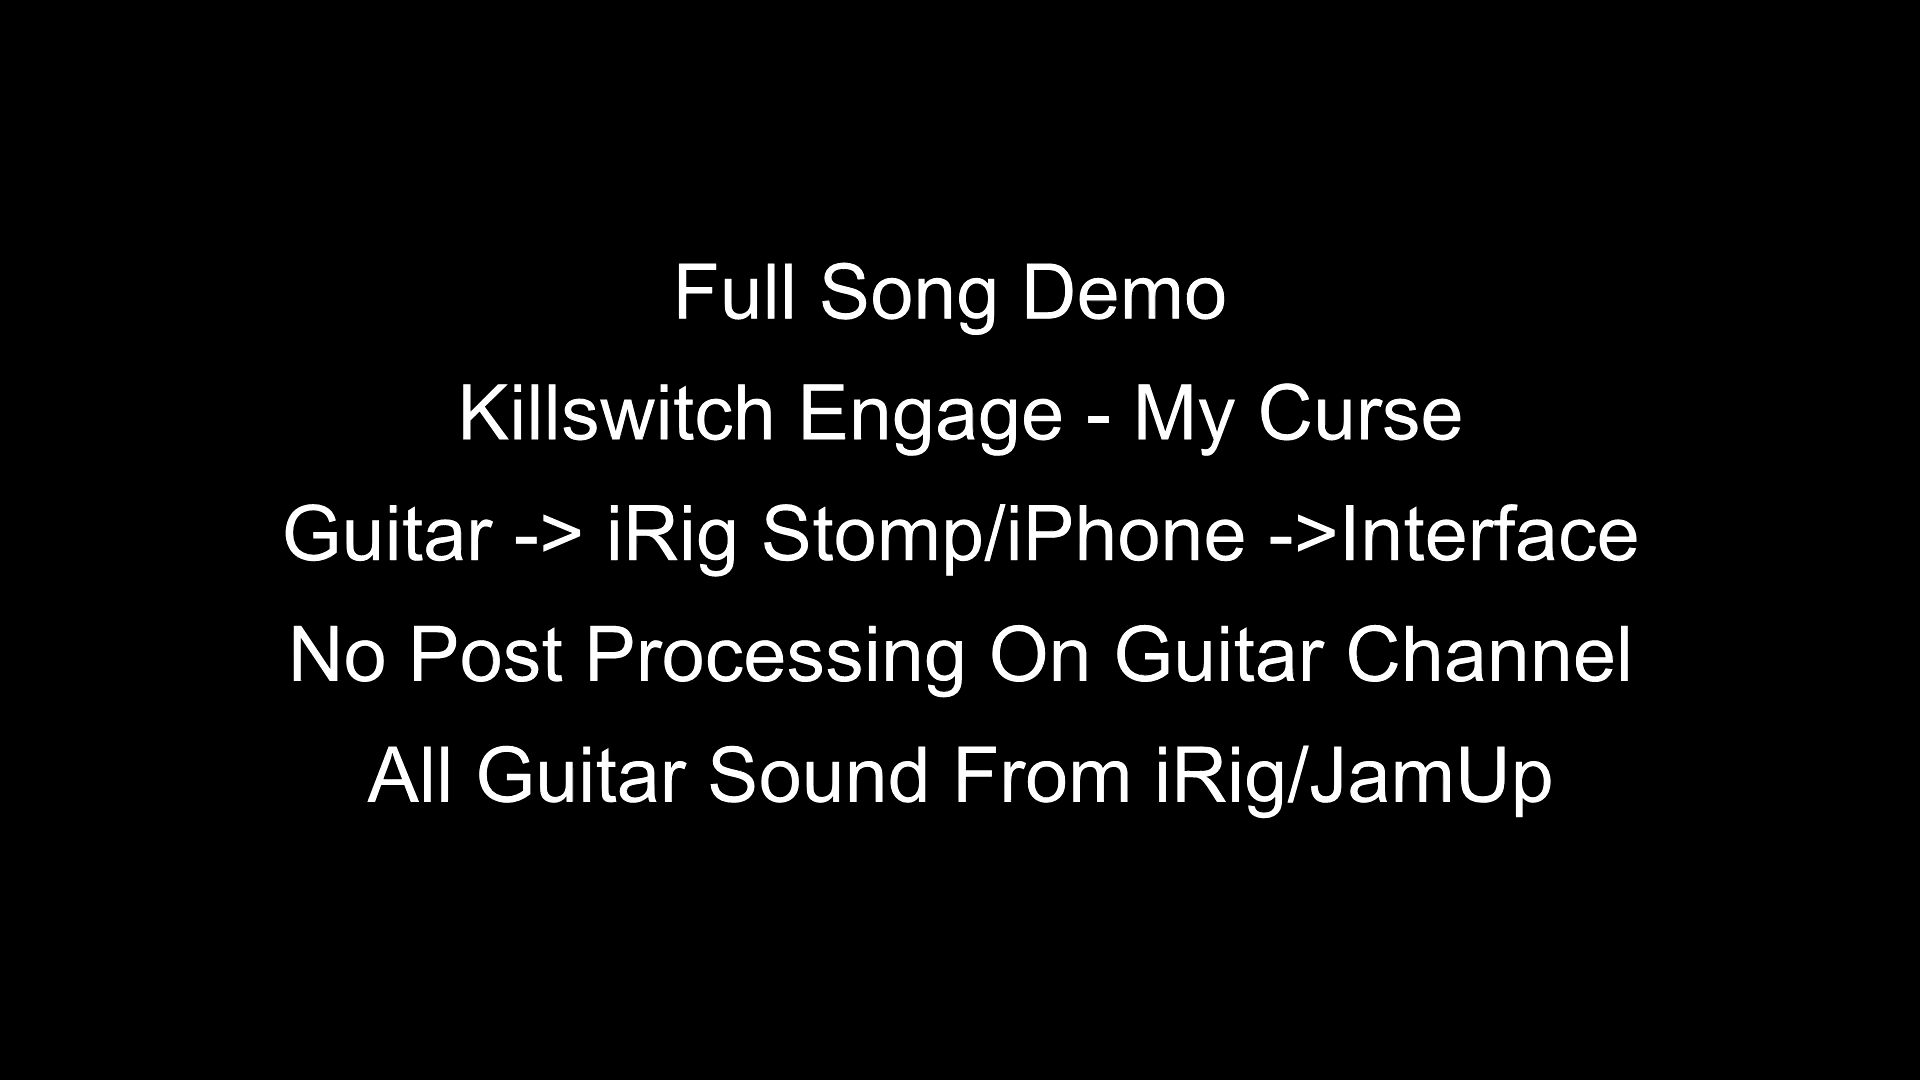 Full Song Demo
Killswitch Engage - My Curse
Guitar -> iRig Stomp/iPhone ->Interface
No Post Processing On Guitar Channel
All Guitar Sound From iRig/JamUp